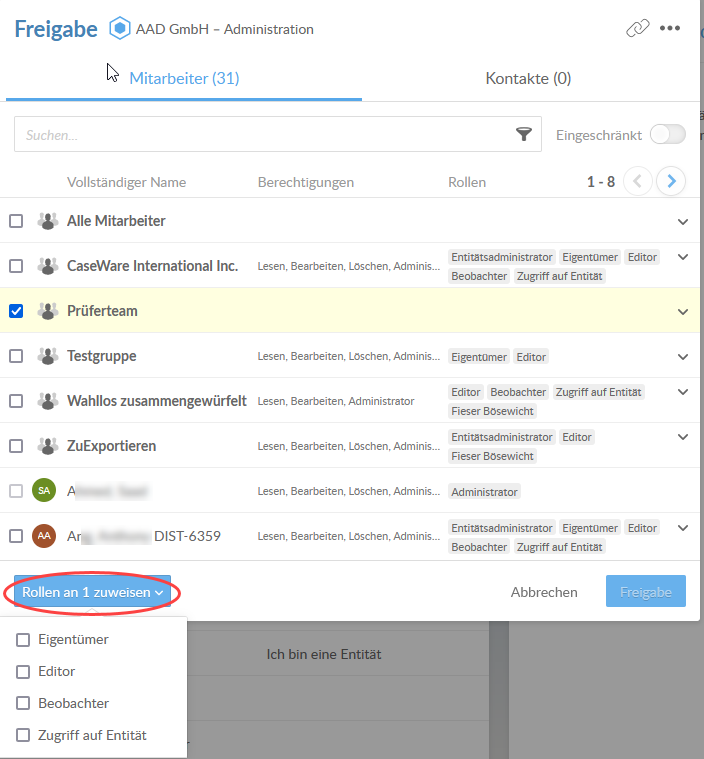 Freigabe AAD GmbH – Administration
Mitarbeiter (31) Kontakte (0)
Suchen... Eingeschränkt
Vollständiger Name Berechtigungen Rollen 1 - 8
Alle Mitarbeiter
CaseWare International Inc. Lesen, Bearbeiten, Löschen, Adminis... Entitätsadministrator Eigentümer Editor
Beobachter Zugriff auf Entität
Prüferteam
Testgruppe Lesen, Bearbeiten, Löschen, Adminis... Eigentümer Editor
Wahllos zusammengewürfelt Lesen, Bearbeiten, Administrator Editor Beobachter Zugriff auf Entität
Fieser Bösewicht
ZuExportieren Lesen, Bearbeiten, Löschen, Adminis... Entitätsadministrator Editor
Fieser Bösewicht
SA Lesen, Bearbeiten, Löschen, Adminis... Administrator
AA DIST-6359 Lesen, Bearbeiten, Löschen, Adminis... Entitätsadministrator Eigentümer Editor
Beobachter Zugriff auf Entität
Rollen an 1 zuweisen Abbrechen Freigabe
Eigentümer
Ich bin eine Entität
Editor
Beobachter
Zugriff auf Entität